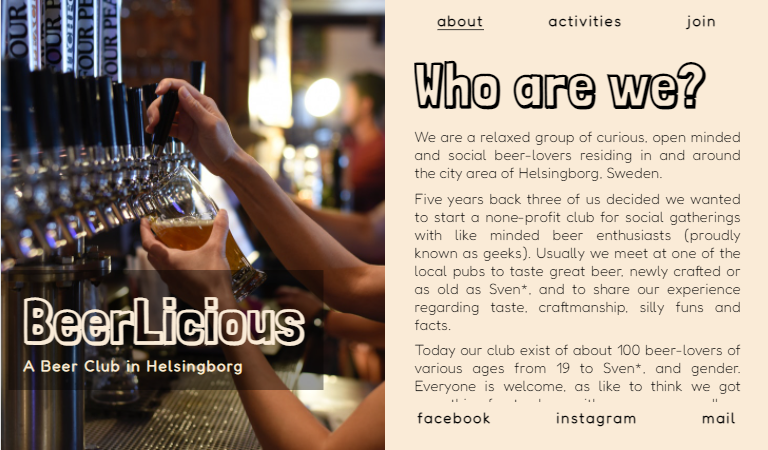 OUR
YOUR P
YOUR PEA
BeerLicious
A Beer Club in Helsingborg
about activities join
Who are we?
We are a relaxed group of curious, open minded
and social beer-lovers residing in and around
the city area of Helsingborg, Sweden.
Five years back three of us decided we wanted
to start a none-profit club for social gatherings
with like minded beer enthusiasts (proudly
known as geeks). Usually we meet at one of the
local pubs to taste great beer, newly crafted or
as old as Sven*, and to share our experience
regarding taste, craftmanship, silly funs and
facts.
Today our club exist of about 100 beer-lovers of
various ages from 19 to Sven*, and gender.
Everyone is welcome, as like to think we got
facebook instagram mail